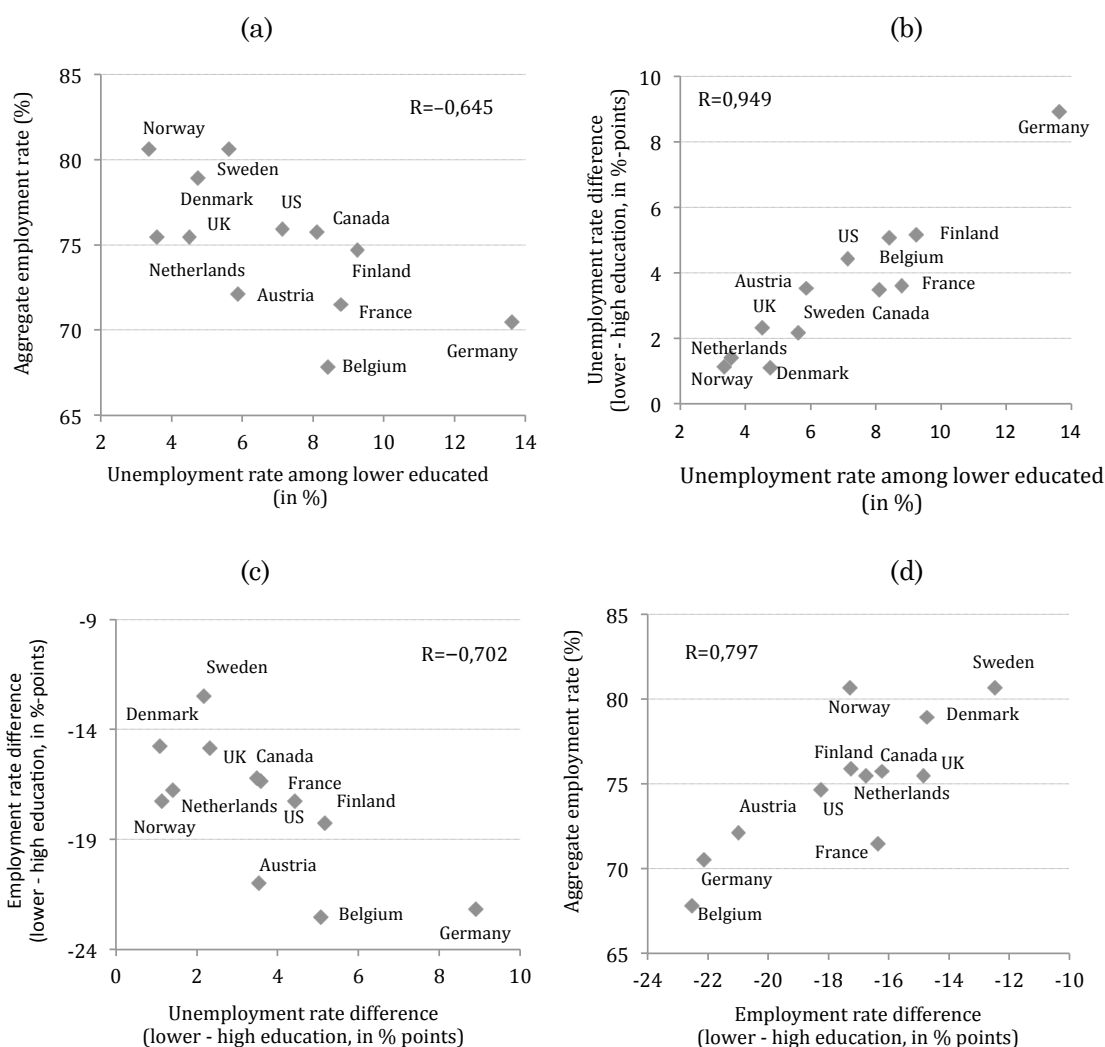 (a)
Aggregate employment rate (%)
85
80
75
70
65
R=−0,645
Norway
Sweden
Denmark
US
UK
Canada
Netherlands
Finland
Austria
France
Germany
Belgium
2 4 6 8 10 12 14
Unemployment rate among lower educated
(in %)
(b)
Unemployment rate difference
(lower - high education, in %-points)
10
8
6
4
2
0
R=0,949
Germany
US
Finland
Belgium
Austria
France
UK
Sweden
Canada
Netherlands
Norway
Denmark
2 4 6 8 10 12 14
Unemployment rate among lower educated
(in %)
(c)
Employment rate difference
(lower - high education, in %-points)
-9
-14
-19
-24
R=−0,702
Sweden
Denmark
UK
Canada
France
Netherlands
Finland
US
Norway
Austria
Belgium
Germany
0 2 4 6 8 10
Unemployment rate difference
(lower - high education, in % points)
(d)
Aggregate employment rate (%)
85
80
75
70
65
R=0,797
Sweden
Norway
Denmark
Finland
Canada
UK
Netherlands
Austria
US
France
Germany
Belgium
-24 -22 -20 -18 -16 -14 -12 -10
Employment rate difference
(lower - high education, in % points)